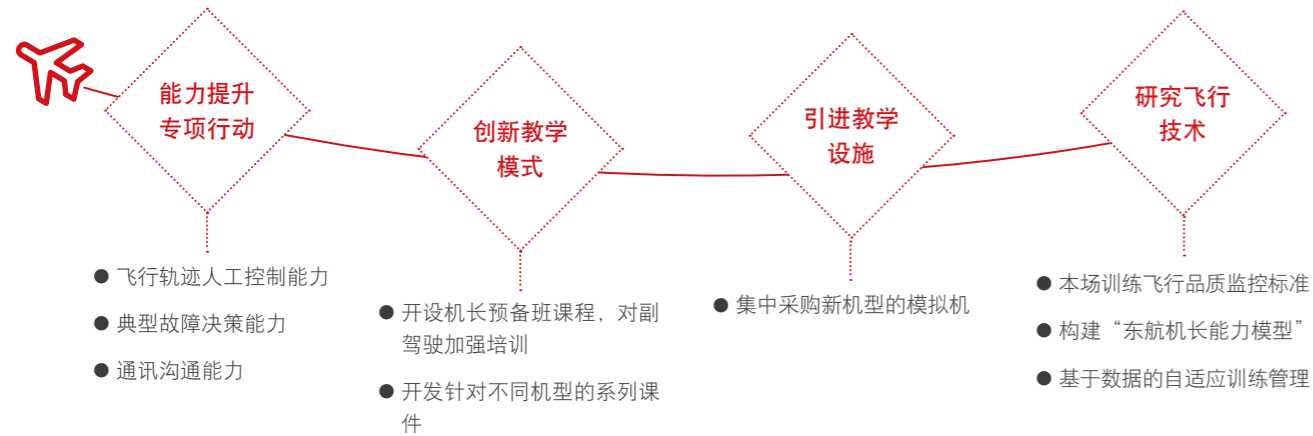 能力提升
专项行动
● 飞行轨迹人工控制能力
● 典型故障决策能力
● 通讯沟通能力
创新教学
模式
● 开设机长预备班课程，对副
驾驶加强培训
● 开发针对不同机型的系列课
件
引进教学
设施
● 集中采购新机型的模拟机
研究飞行
技术
● 本场训练飞行品质监控标准
● 构建“东航机长能力模型”
● 基于数据的自适应训练管理